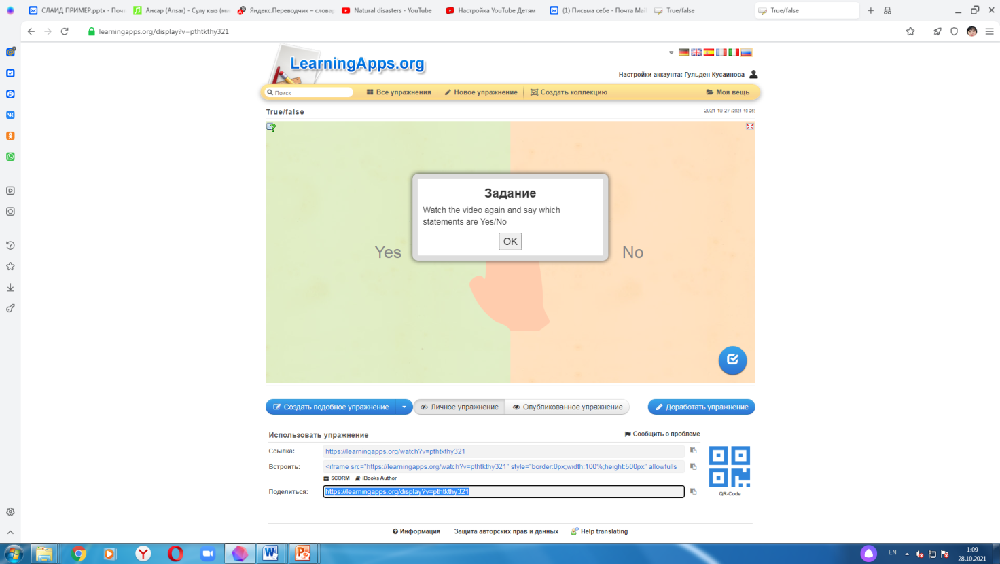 СЛАИД ПРИМЕР.pptx - Почт
Ансар (Ansar) - Сулу кыз (ми
Яндекс.Переводчик – словар
Natural disasters - YouTube
Настройка YouTube Детям
(1) Письма себе - Почта Mail
True/false
True/false
learningapps.org/display?v=pthtkthy321
LearningApps.org
Настройки аккаунта: Гульден Кусаинова
Поиск
Все упражнения
Новое упражнение
Создать коллекцию
Моя вещь
True/false
2021-10-27 (2021-10-26)
Задание
Watch the video again and say which
statements are Yes/No
OK
Yes
No
Создать подобное упражнение
Личное упражнение
Опубликованное упражнение
Доработать упражнение
Использовать упражнение
Сообщить о проблеме
Ссылка:
https://learningapps.org/watch?v=pthtkthy321
Встроить:
<iframe src="https://learningapps.org/watch?v=pthtkthy321" style="border:0px;width:100%;height:500px" allowfulls
SCORM
iBooks Author
Поделиться:
https://learningapps.org/display?v=pthtkthy321
QR-Code
Информация
Защита авторских прав и данных
Help translating
EN
1:09
28.10.2021